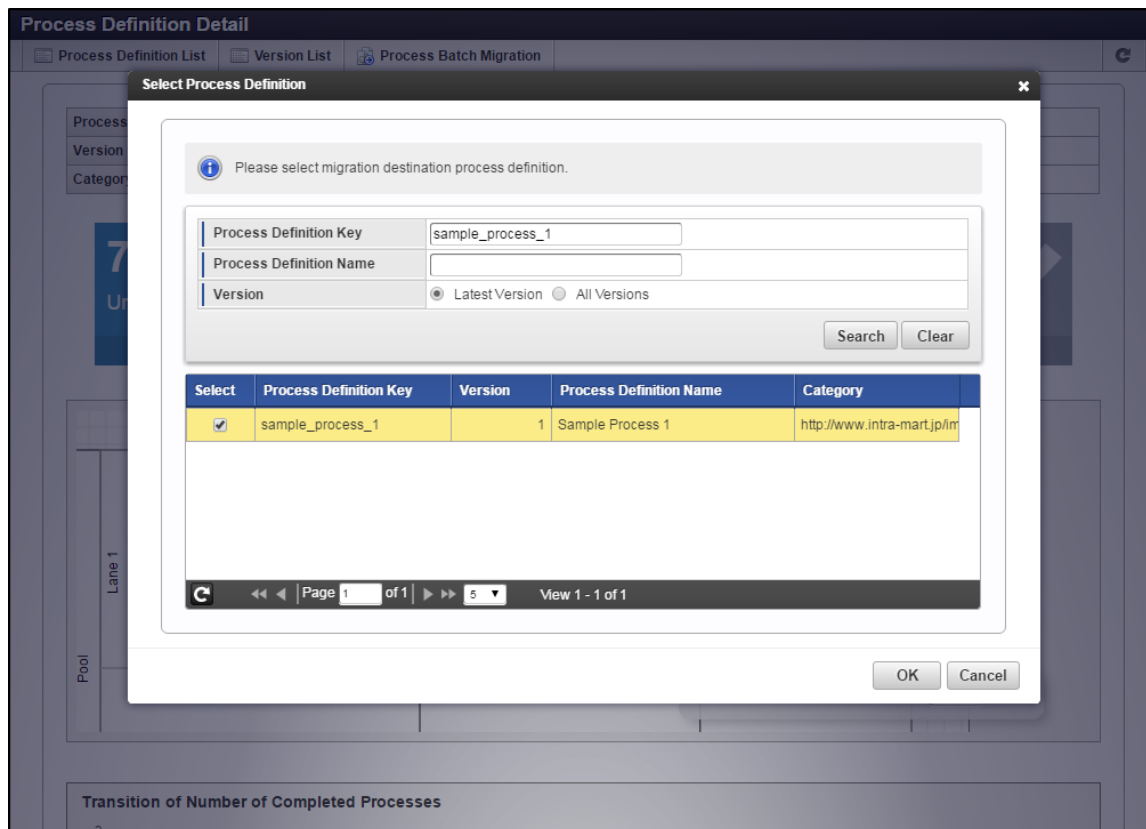 Process Definition Detail
Process Definition List Version List Process Batch Migration
Select Process Definition
Process
Version
Categor
Please select migration destination process definition.
7
Un
Process Definition Key sample_process_1
Process Definition Name
Version Latest Version All Versions
Search Clear
Select Process Definition Key Version Process Definition Name Category
sample_process_1 1 Sample Process 1 http://www.intra-mart.jp/im
Page 1 of 1 5 View 1 - 1 of 1
Lane 1
Pool
OK Cancel
Transition of Number of Completed Processes